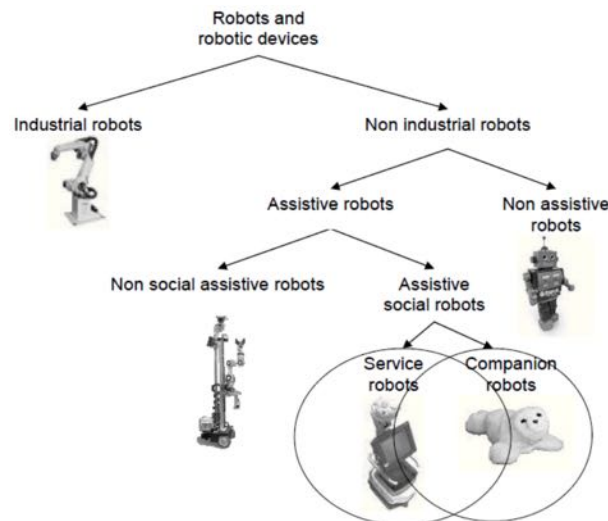 Robots and
robotic devices
Industrial robots
Non industrial robots
Assistive robots
Non assistive
robots
Non social assistive robots
Assistive
social robots
Service
robots
Companion
robots